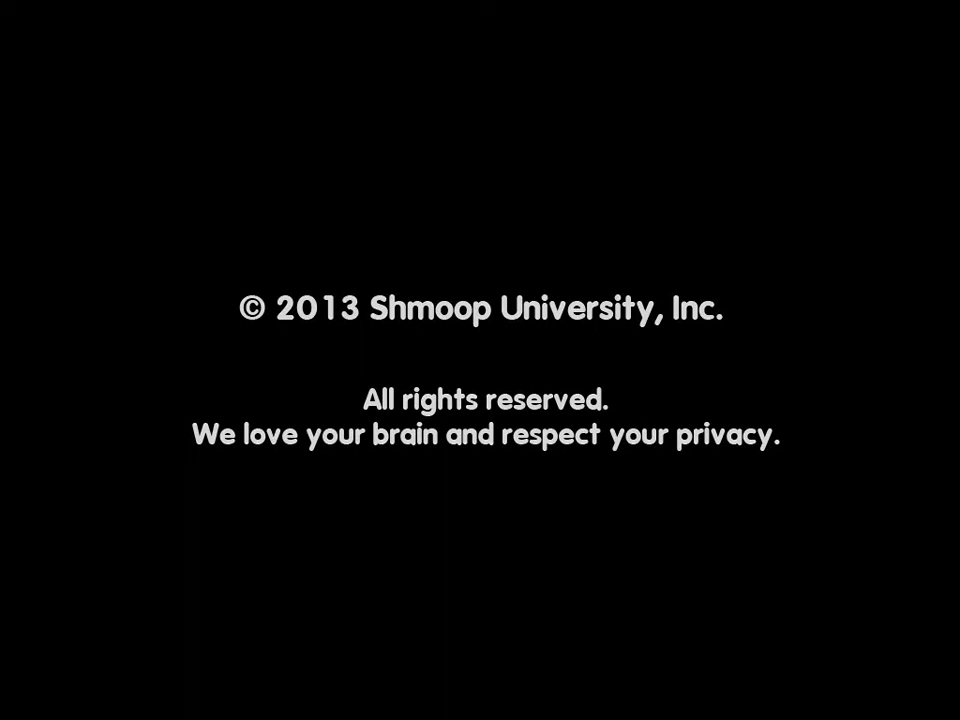 © 2013 Shmoop University, Inc.
All rights reserved.
We love your brain and respect your privacy.